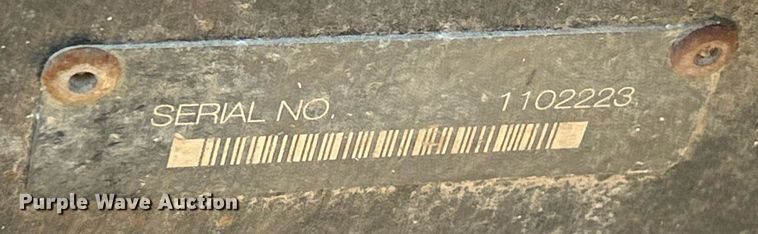 SERIAL NO. 1102223
Purple Wave Auction